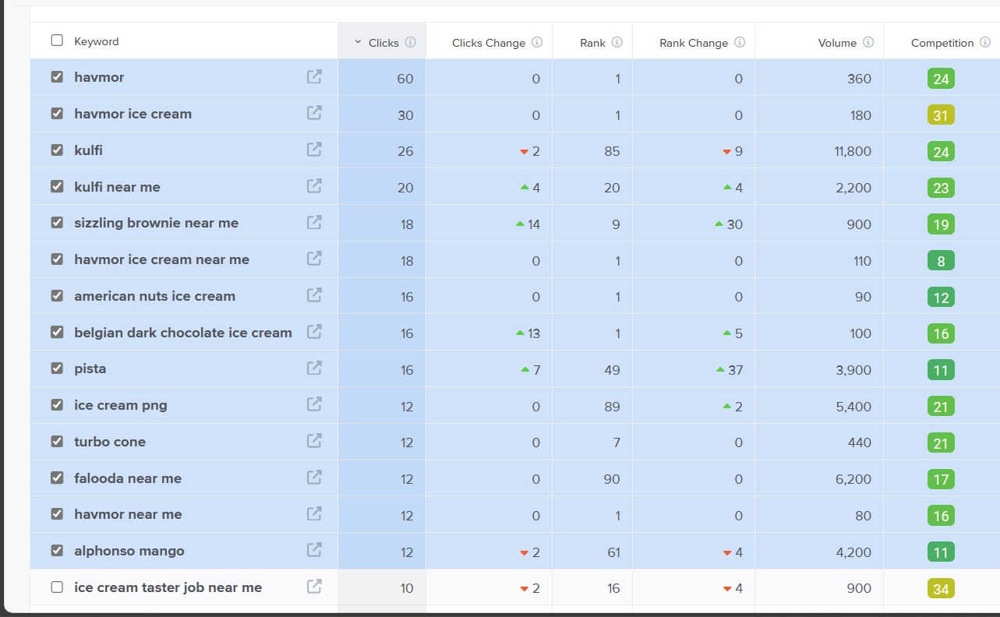 Keyword Clicks Clicks Change Rank Rank Change Volume Competition
havmor 60 0 1 0 360 24
havmor ice cream 30 0 1 0 180 31
kulfi 26 2 85 9 11,800 24
kulfi near me 20 4 20 4 2,200 23
sizzling brownie near me 18 14 9 30 900 19
havmor ice cream near me 18 0 1 0 110 8
american nuts ice cream 16 0 1 0 90 12
belgian dark chocolate ice cream 16 13 1 5 100 16
pista 16 7 49 37 3,900 11
ice cream png 12 0 89 2 5,400 21
turbo cone 12 0 7 0 440 21
falooda near me 12 0 90 0 6,200 17
havmor near me 12 0 1 0 80 16
alphonso mango 12 2 61 4 4,200 11
ice cream taster job near me 10 2 16 4 900 34